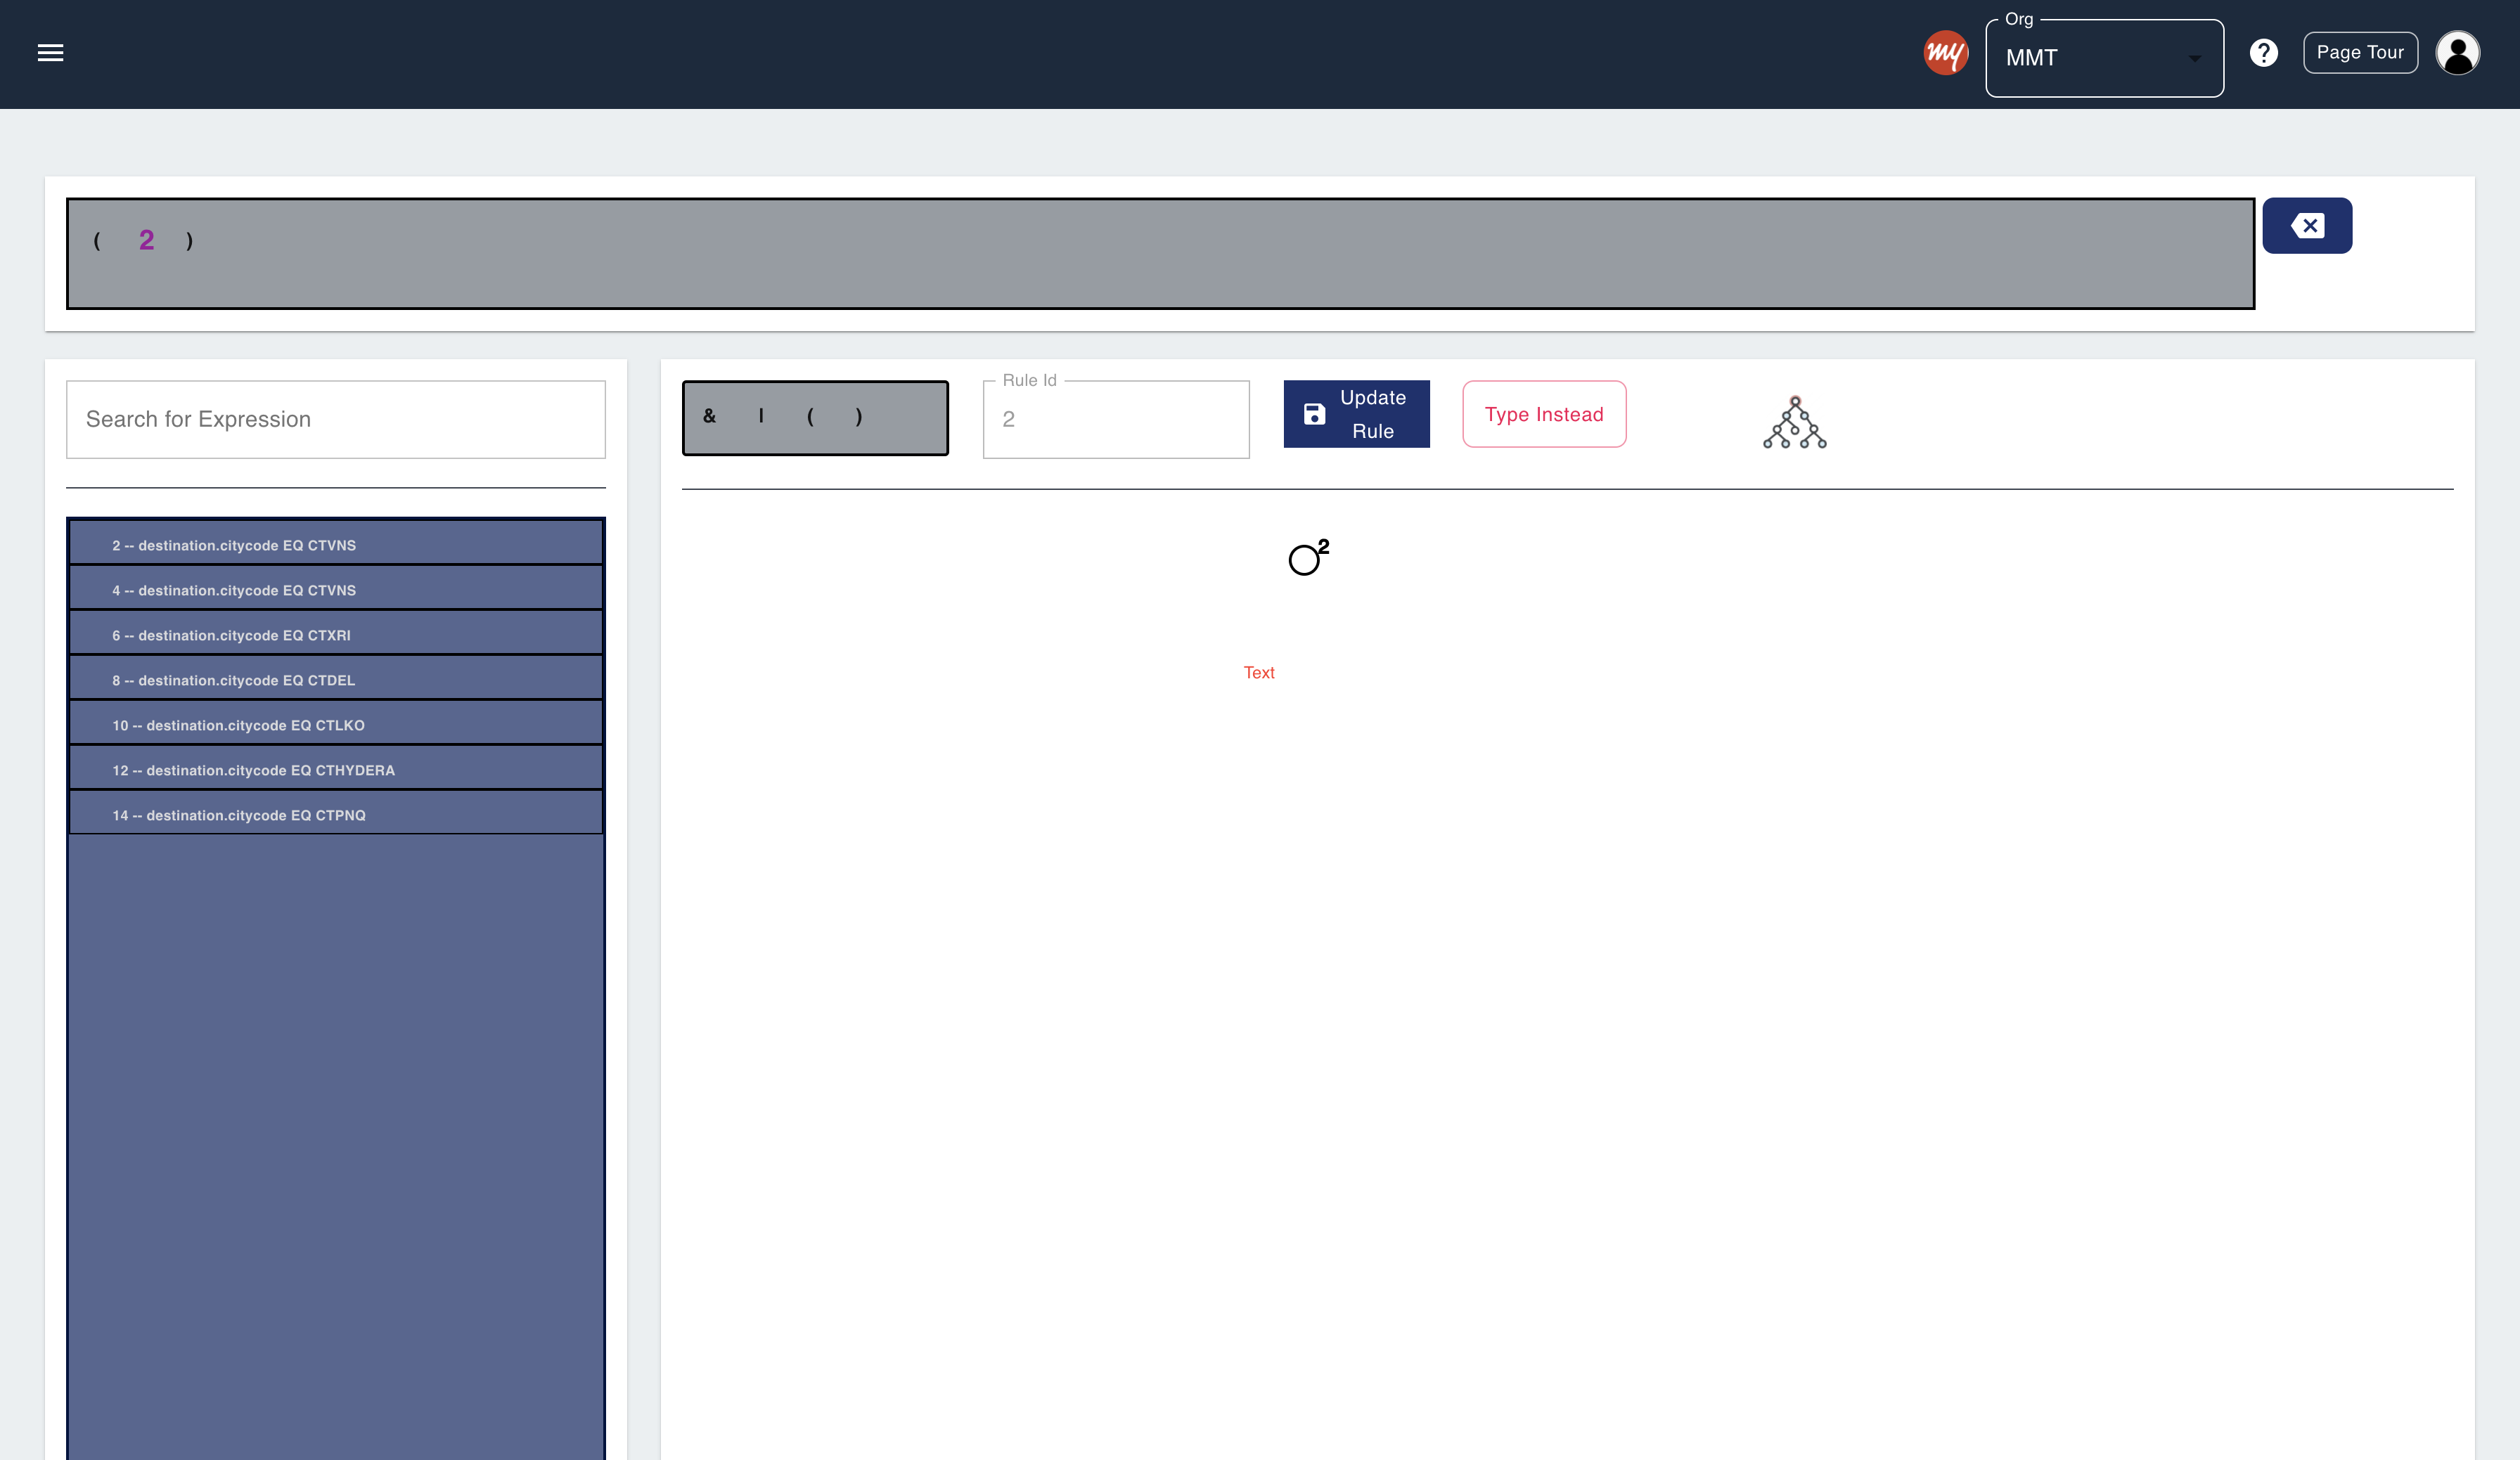 my
Org
MMT
?
Page Tour
( 2 )
Search for Expression
2 -- destination.citycode EQ CTVNS
4 -- destination.citycode EQ CTVNS
6 -- destination.citycode EQ CTXRI
8 -- destination.citycode EQ CTDEL
10 -- destination.citycode EQ CTLKO
12 -- destination.citycode EQ CTHYDERA
14 -- destination.citycode EQ CTPNQ
& | ( )
Rule Id
2
Update
Rule
Type Instead
2
Text